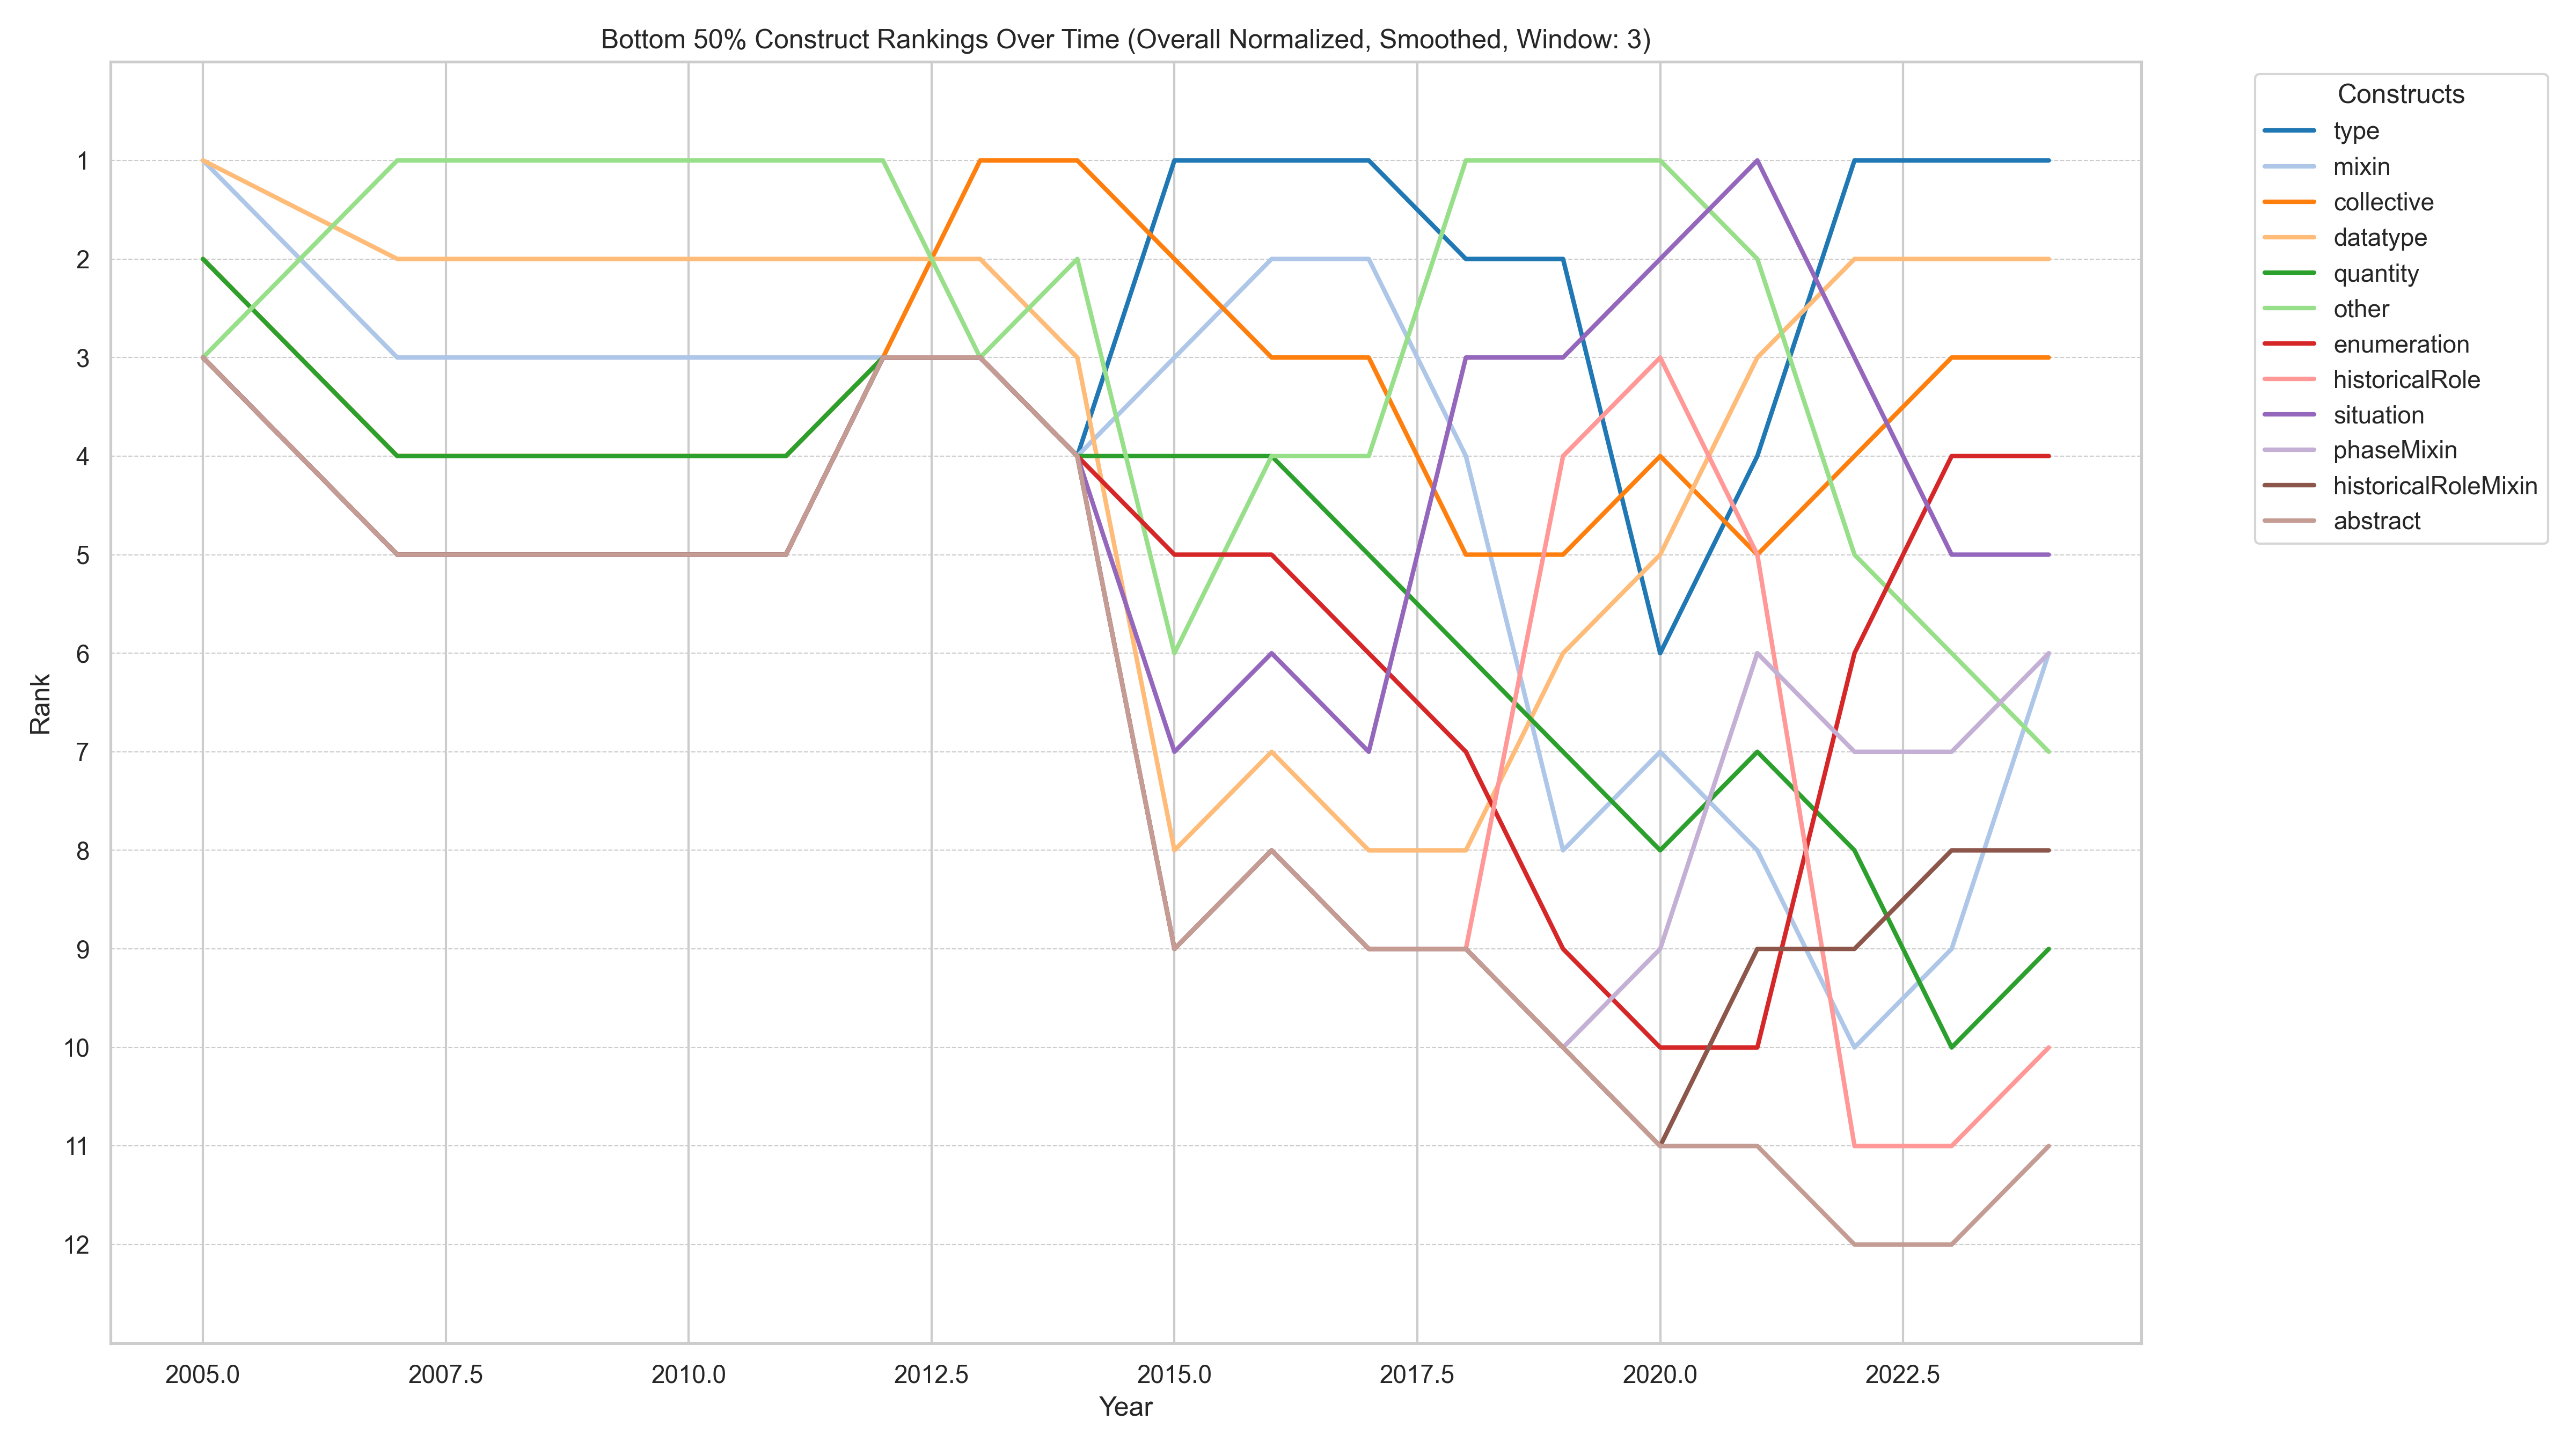 Bottom 50% Construct Rankings Over Time (Overall Normalized, Smoothed, Window: 3)
Constructs
type
mixin
collective
datatype
quantity
other
enumeration
historicalRole
situation
phaseMixin
historicalRoleMixin
abstract
Rank
1
2
3
4
5
6
7
8
9
10
11
12
2005.0 2007.5 2010.0 2012.5 2015.0 2017.5 2020.0 2022.5
Year